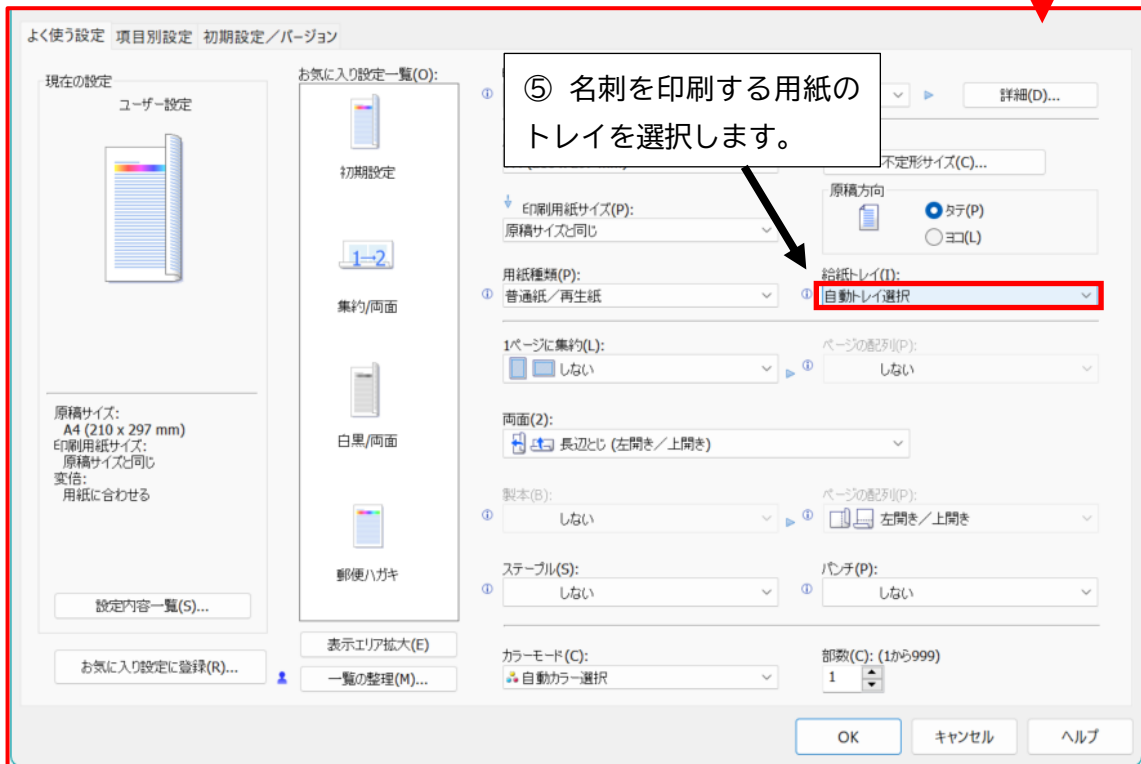 よく使う設定 項目別設定 初期設定／バージョン
現在の設定
ユーザー設定
原稿サイズ:
A4 (210 x 297 mm)
印刷用紙サイズ:
原稿サイズと同じ
変倍:
用紙に合わせる
設定内容一覧(S)...
お気に入り設定に登録(R)...
お気に入り設定一覧(O):
初期設定
1→2
集約/両面
白黒/両面
郵便ハガキ
表示エリア拡大(E)
一覧の整理(M)...
⑤ 名刺を印刷する用紙の
トレイを選択します。
詳細(D)...
不定形サイズ(C)...
印刷用紙サイズ(P):
原稿サイズと同じ
原稿方向
タテ(P)
ヨコ(L)
用紙種類(P):
普通紙／再生紙
給紙トレイ(I):
自動トレイ選択
1ページに集約(L):
しない
ページの配列(P):
しない
両面(2):
長辺とじ (左開き／上開き)
製本(B):
しない
ページの配列(P):
左開き／上開き
ステープル(S):
しない
パンチ(P):
しない
カラーモード(C):
自動カラー選択
部数(C): (1から999)
1
OK キャンセル ヘルプ